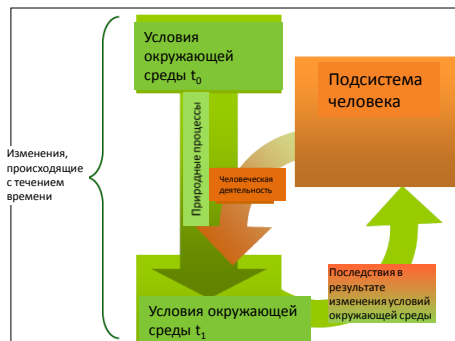 Условия
окружающей
среды t0
Подсистема
человека
Природные процессы
Человеческая
деятельность
Изменения,
происходящие
с течением
времени
Последствия в
результате
изменения условий
окружающей среды
Условия окружающей
среды t1